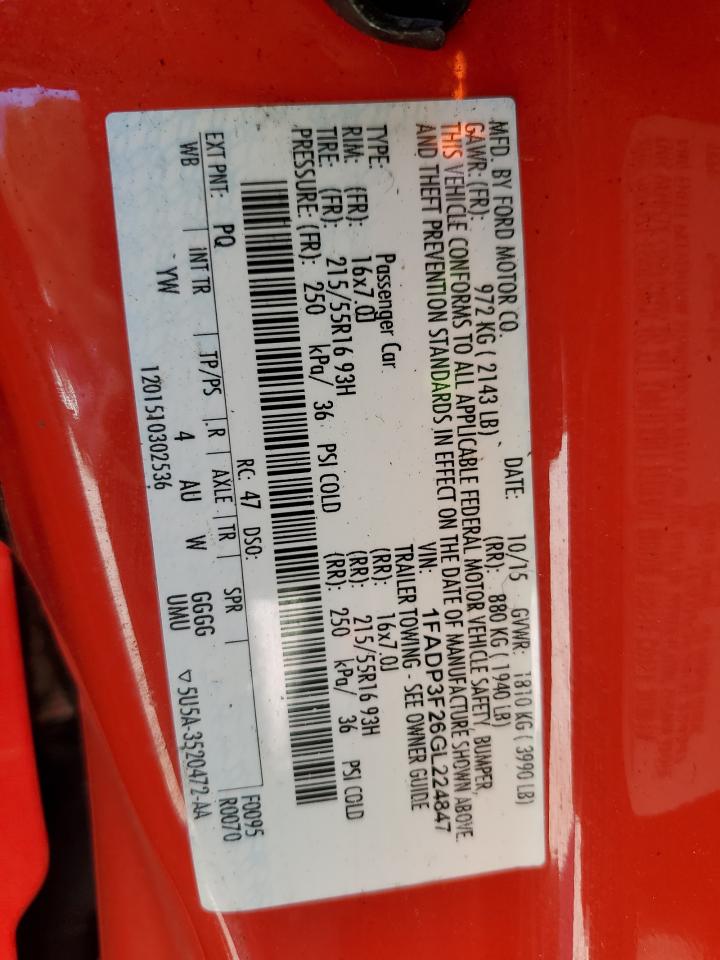 MFD. BY FORD MOTOR CO.
DATE: 10/15 GVWR: 1810 KG ( 3990 LB)
GAWR: (FR): 972 KG ( 2143 LB) (RR): 880 KG ( 1940 LB)
THIS VEHICLE CONFORMS TO ALL APPLICABLE FEDERAL MOTOR VEHICLE SAFETY, BUMPER,
AND THEFT PREVENTION STANDARDS IN EFFECT ON THE DATE OF MANUFACTURE SHOWN ABOVE.
VIN: 1FADP3F26GL224847
TYPE: Passenger Car TRAILER TOWING - SEE OWNER GUIDE
RIM: (FR): 16x7.0J (RR): 16x7.0J
TIRE: (FR): 215/55R16 93H (RR): 215/55R16 93H
PRESSURE: (FR): 250 kPa/ 36 PSI COLD (RR): 250 kPa/ 36 PSI COLD
EXT PNT: PQ RC: 47 DSO: F0095
WB INT TR TP/PS R AXLE TR SPR R0070
YW 4 AU W GGGG
UMU
1201510302536 ▽5U5A-3520472-AA